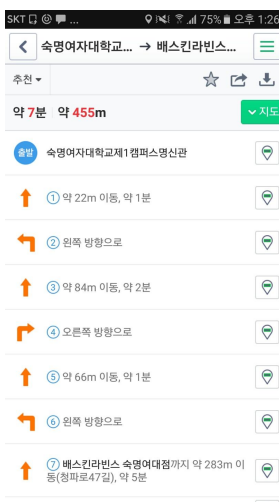 SKT ... 75% 오후 1:26
숙명여자대학교... → 배스킨라빈스...
추천
약 7분 약 455m
지도
출발 숙명여자대학교제1캠퍼스명신관
① 약 22m 이동, 약 1분
② 왼쪽 방향으로
③ 약 84m 이동, 약 2분
④ 오른쪽 방향으로
⑤ 약 66m 이동, 약 1분
⑥ 왼쪽 방향으로
⑦ 배스킨라빈스 숙명여대점까지 약 283m 이
동(청파로47길), 약 5분